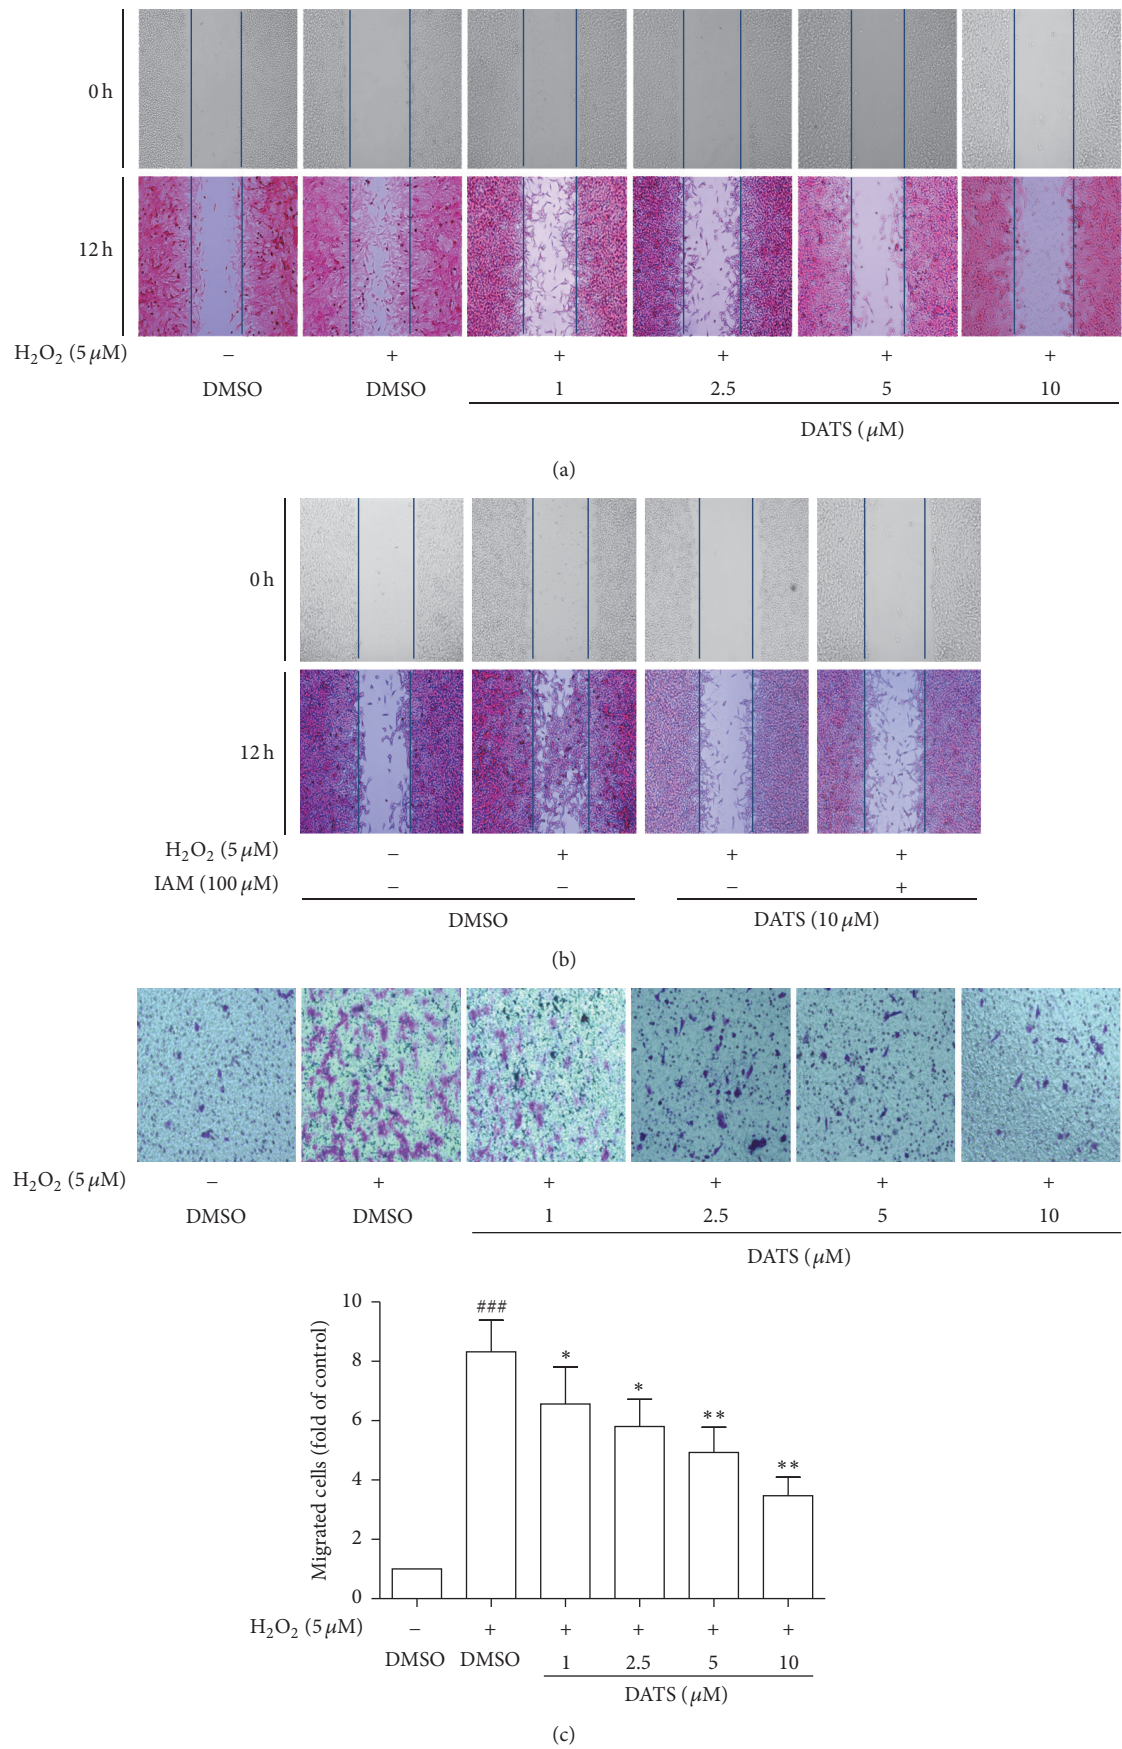 0 h
12 h
H₂O₂ (5 μM) − + + + + +
DMSO DMSO 1 2.5 5 10
DATS (μM)
(a)
0 h
12 h
H₂O₂ (5 μM) − + + +
IAM (100 μM) − − − +
DMSO DATS (10 μM)
(b)
H₂O₂ (5 μM) − + + + + +
DMSO DMSO 1 2.5 5 10
DATS (μM)
Migrated cells (fold of control)
10
8
6
4
2
0
###
*
*
**
**
H₂O₂ (5 μM) − + + + + +
DMSO DMSO 1 2.5 5 10
DATS (μM)
(c)